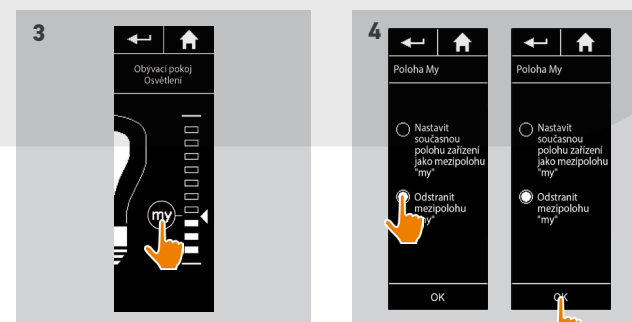 3
Obývací pokoj
Osvětlení
my
4
Poloha My
Nastavit
současnou
polohu zařízení
jako mezipolohu
"my"
Odstranit
mezipolohu
"my"
OK
Poloha My
Nastavit
současnou
polohu zařízení
jako mezipolohu
"my"
Odstranit
mezipolohu
"my"
OK